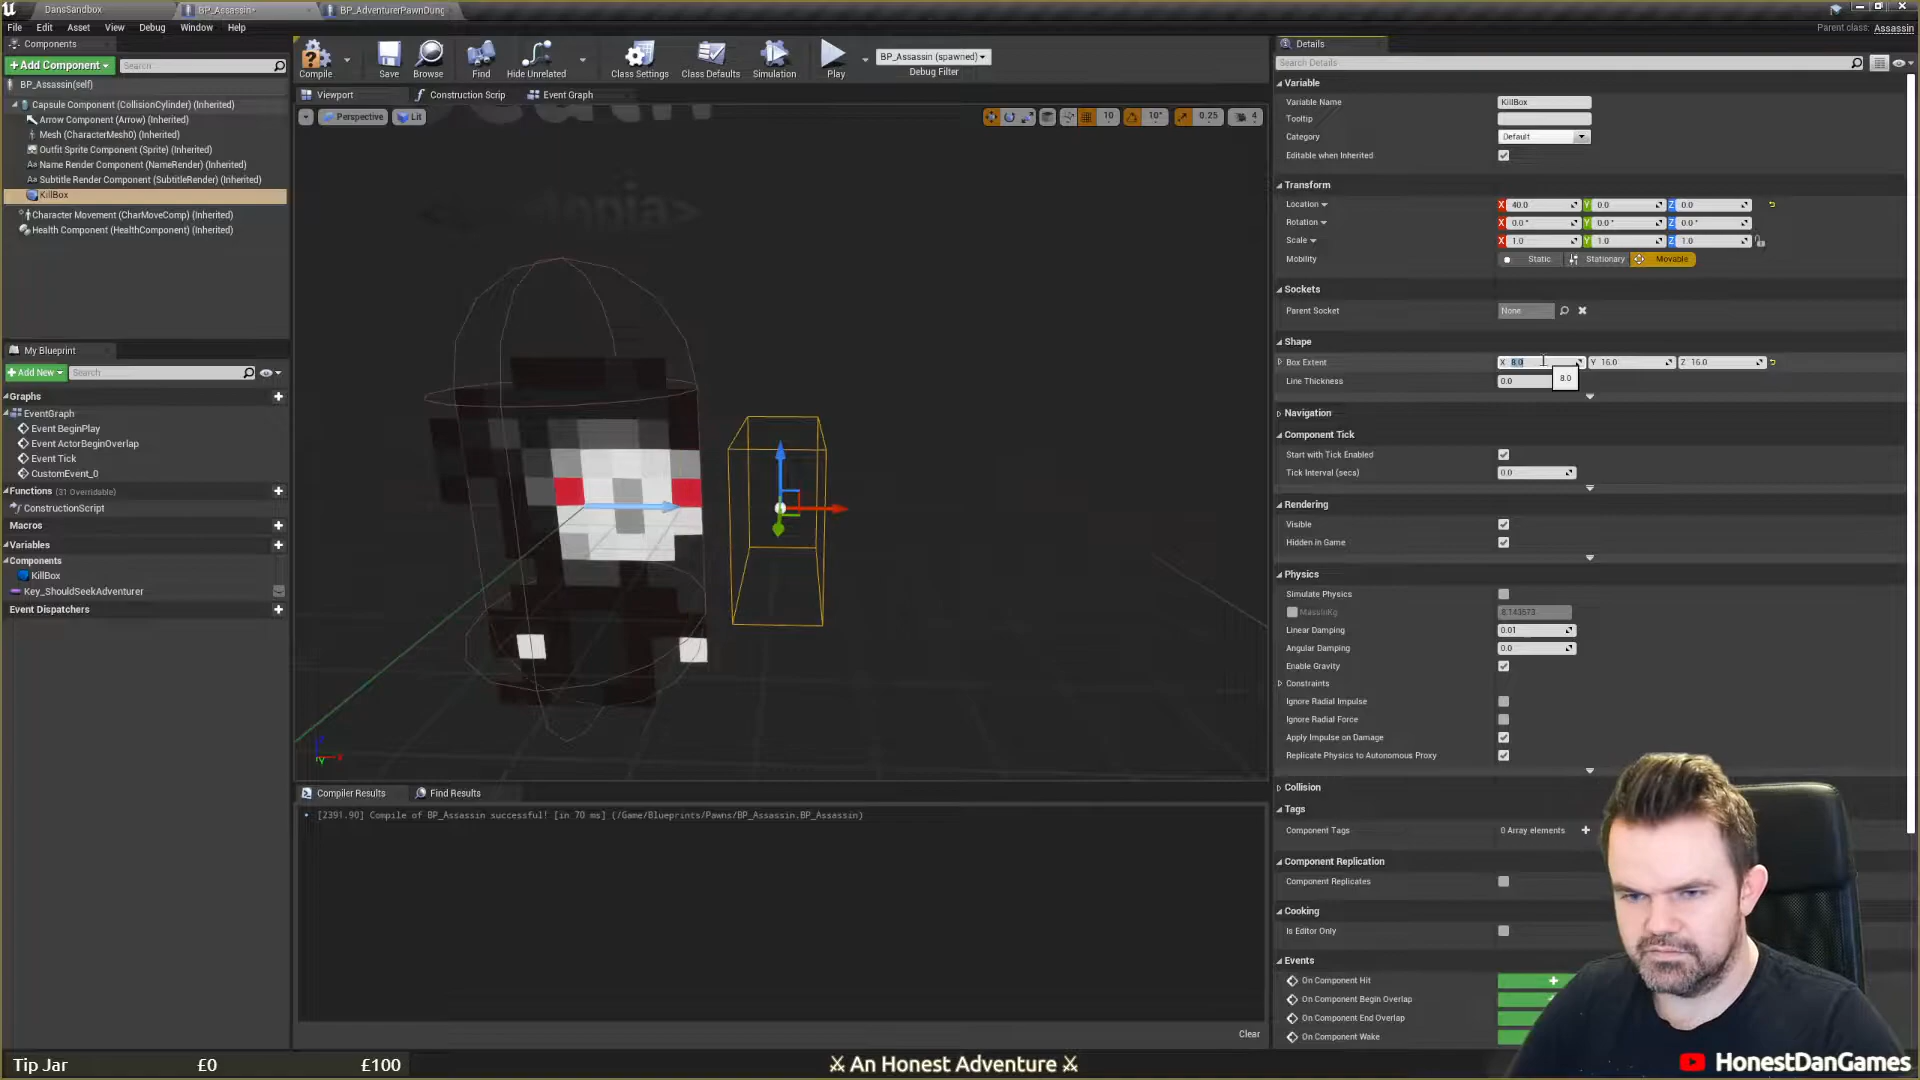 DansSandbox
BP_Assassin*
BP_AdventurerPawnDung
File Edit Asset View Debug Window Help
Parent class: Assassin
Components
+Add Component
Search
BP_Assassin(self)
Capsule Component (CollisionCylinder) (Inherited)
Arrow Component (Arrow) (Inherited)
Mesh (CharacterMesh0) (Inherited)
Outfit Sprite Component (Sprite) (Inherited)
Name Render Component (NameRender) (Inherited)
Subtitle Render Component (SubtitleRender) (Inherited)
KillBox
Character Movement (CharMoveComp) (Inherited)
Health Component (HealthComponent) (Inherited)
My Blueprint
+Add New
Search
Graphs
EventGraph
Event BeginPlay
Event ActorBeginOverlap
Event Tick
CustomEvent_0
Functions (31 Overridable)
ConstructionScript
Macros
Variables
Components
KillBox
Key_ShouldSeekAdventurer
Event Dispatchers
Compile
Save
Browse
Find
Hide Unrelated
Class Settings
Class Defaults
Simulation
Play
BP_Assassin (spawned)
Debug Filter
Viewport
Construction Scrip
Event Graph
Perspective
Lit
10
10°
0.25
4
Compiler Results
Find Results
[2391.90] Compile of BP_Assassin successful! [in 70 ms] (/Game/Blueprints/Pawns/BP_Assassin.BP_Assassin)
Clear
Details
Search Details
Variable
Variable Name KillBox
Tooltip
Category Default
Editable when Inherited
Transform
Location X 40.0 Y 0.0 Z 0.0
Rotation X 0.0° Y 0.0° Z 0.0°
Scale X 1.0 Y 1.0 Z 1.0
Mobility Static Stationary Movable
Sockets
Parent Socket None
Shape
Box Extent X 8.0 Y 16.0 Z 16.0
Line Thickness 0.0
8.0
Navigation
Component Tick
Start with Tick Enabled
Tick Interval (secs) 0.0
Rendering
Visible
Hidden in Game
Physics
Simulate Physics
MassInKg 8.143573
Linear Damping 0.01
Angular Damping 0.0
Enable Gravity
Constraints
Ignore Radial Impulse
Ignore Radial Force
Apply Impulse on Damage
Replicate Physics to Autonomous Proxy
Collision
Tags
Component Tags 0 Array elements
Component Replication
Component Replicates
Cooking
Is Editor Only
Events
On Component Hit
On Component Begin Overlap
On Component End Overlap
On Component Wake
Tip Jar £0 £100
⚔ An Honest Adventure ⚔
HonestDanGames